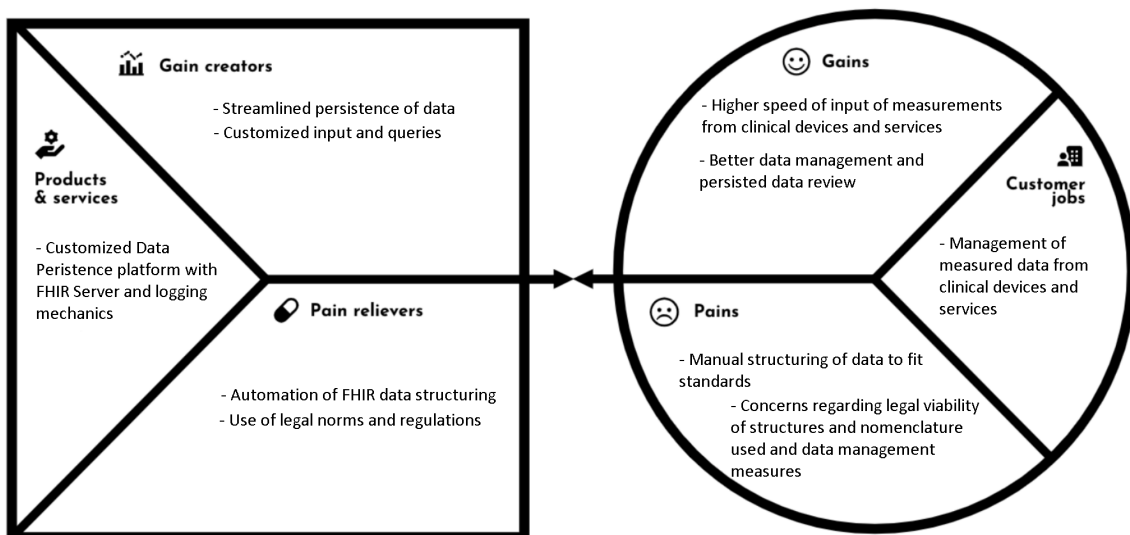 Gain creators
- Streamlined persistence of data
- Customized input and queries
Products
& services
- Customized Data
Peristence platform with
FHIR Server and logging
mechanics
Pain relievers
- Automation of FHIR data structuring
- Use of legal norms and regulations
Gains
- Higher speed of input of measurements
from clinical devices and services
- Better data management and
persisted data review
Customer
jobs
- Management of
measured data from
clinical devices and
services
Pains
- Manual structuring of data to fit
standards
- Concerns regarding legal viability
of structures and nomenclature
used and data management
measures